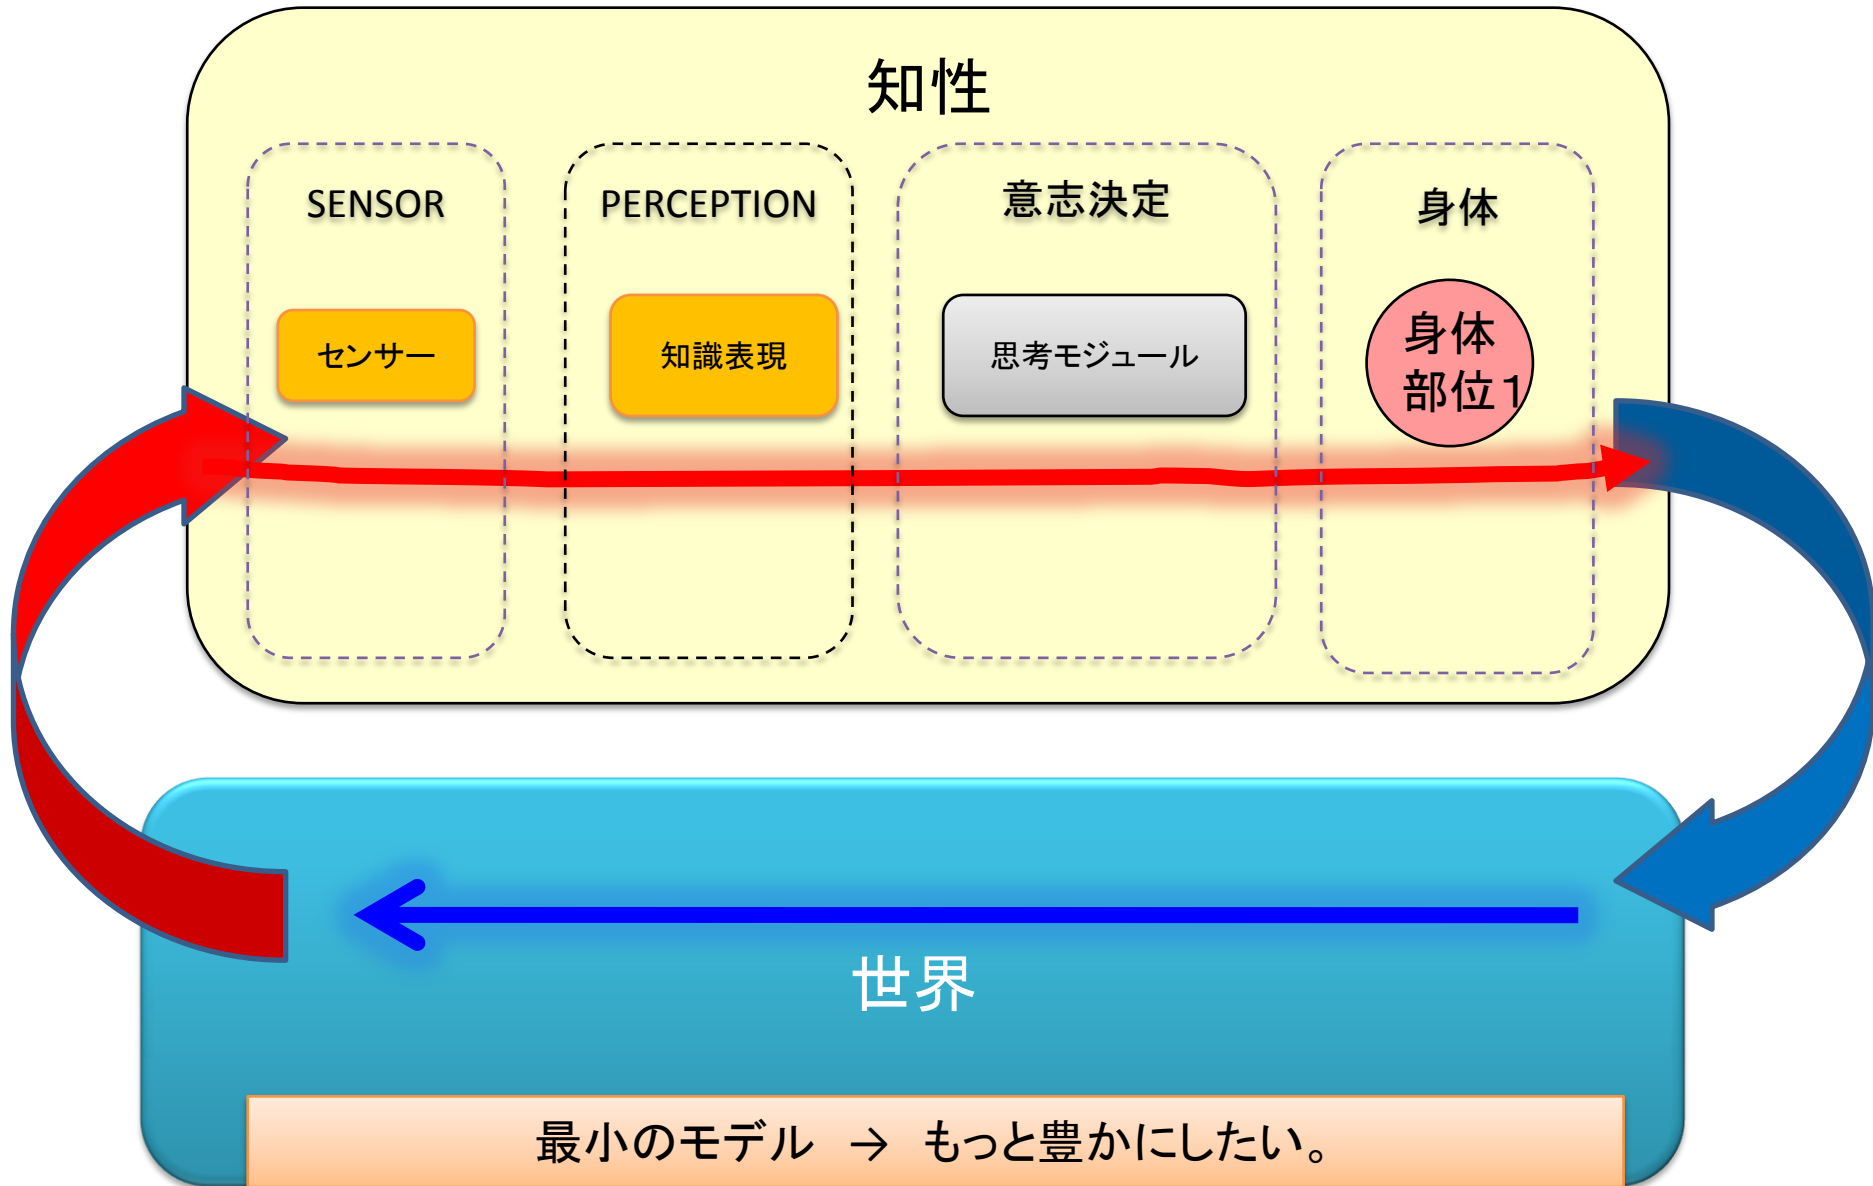 知性
SENSOR
PERCEPTION
意志決定
身体
センサー
知識表現
思考モジュール
身体
部位１
世界
最小のモデル → もっと豊かにしたい。